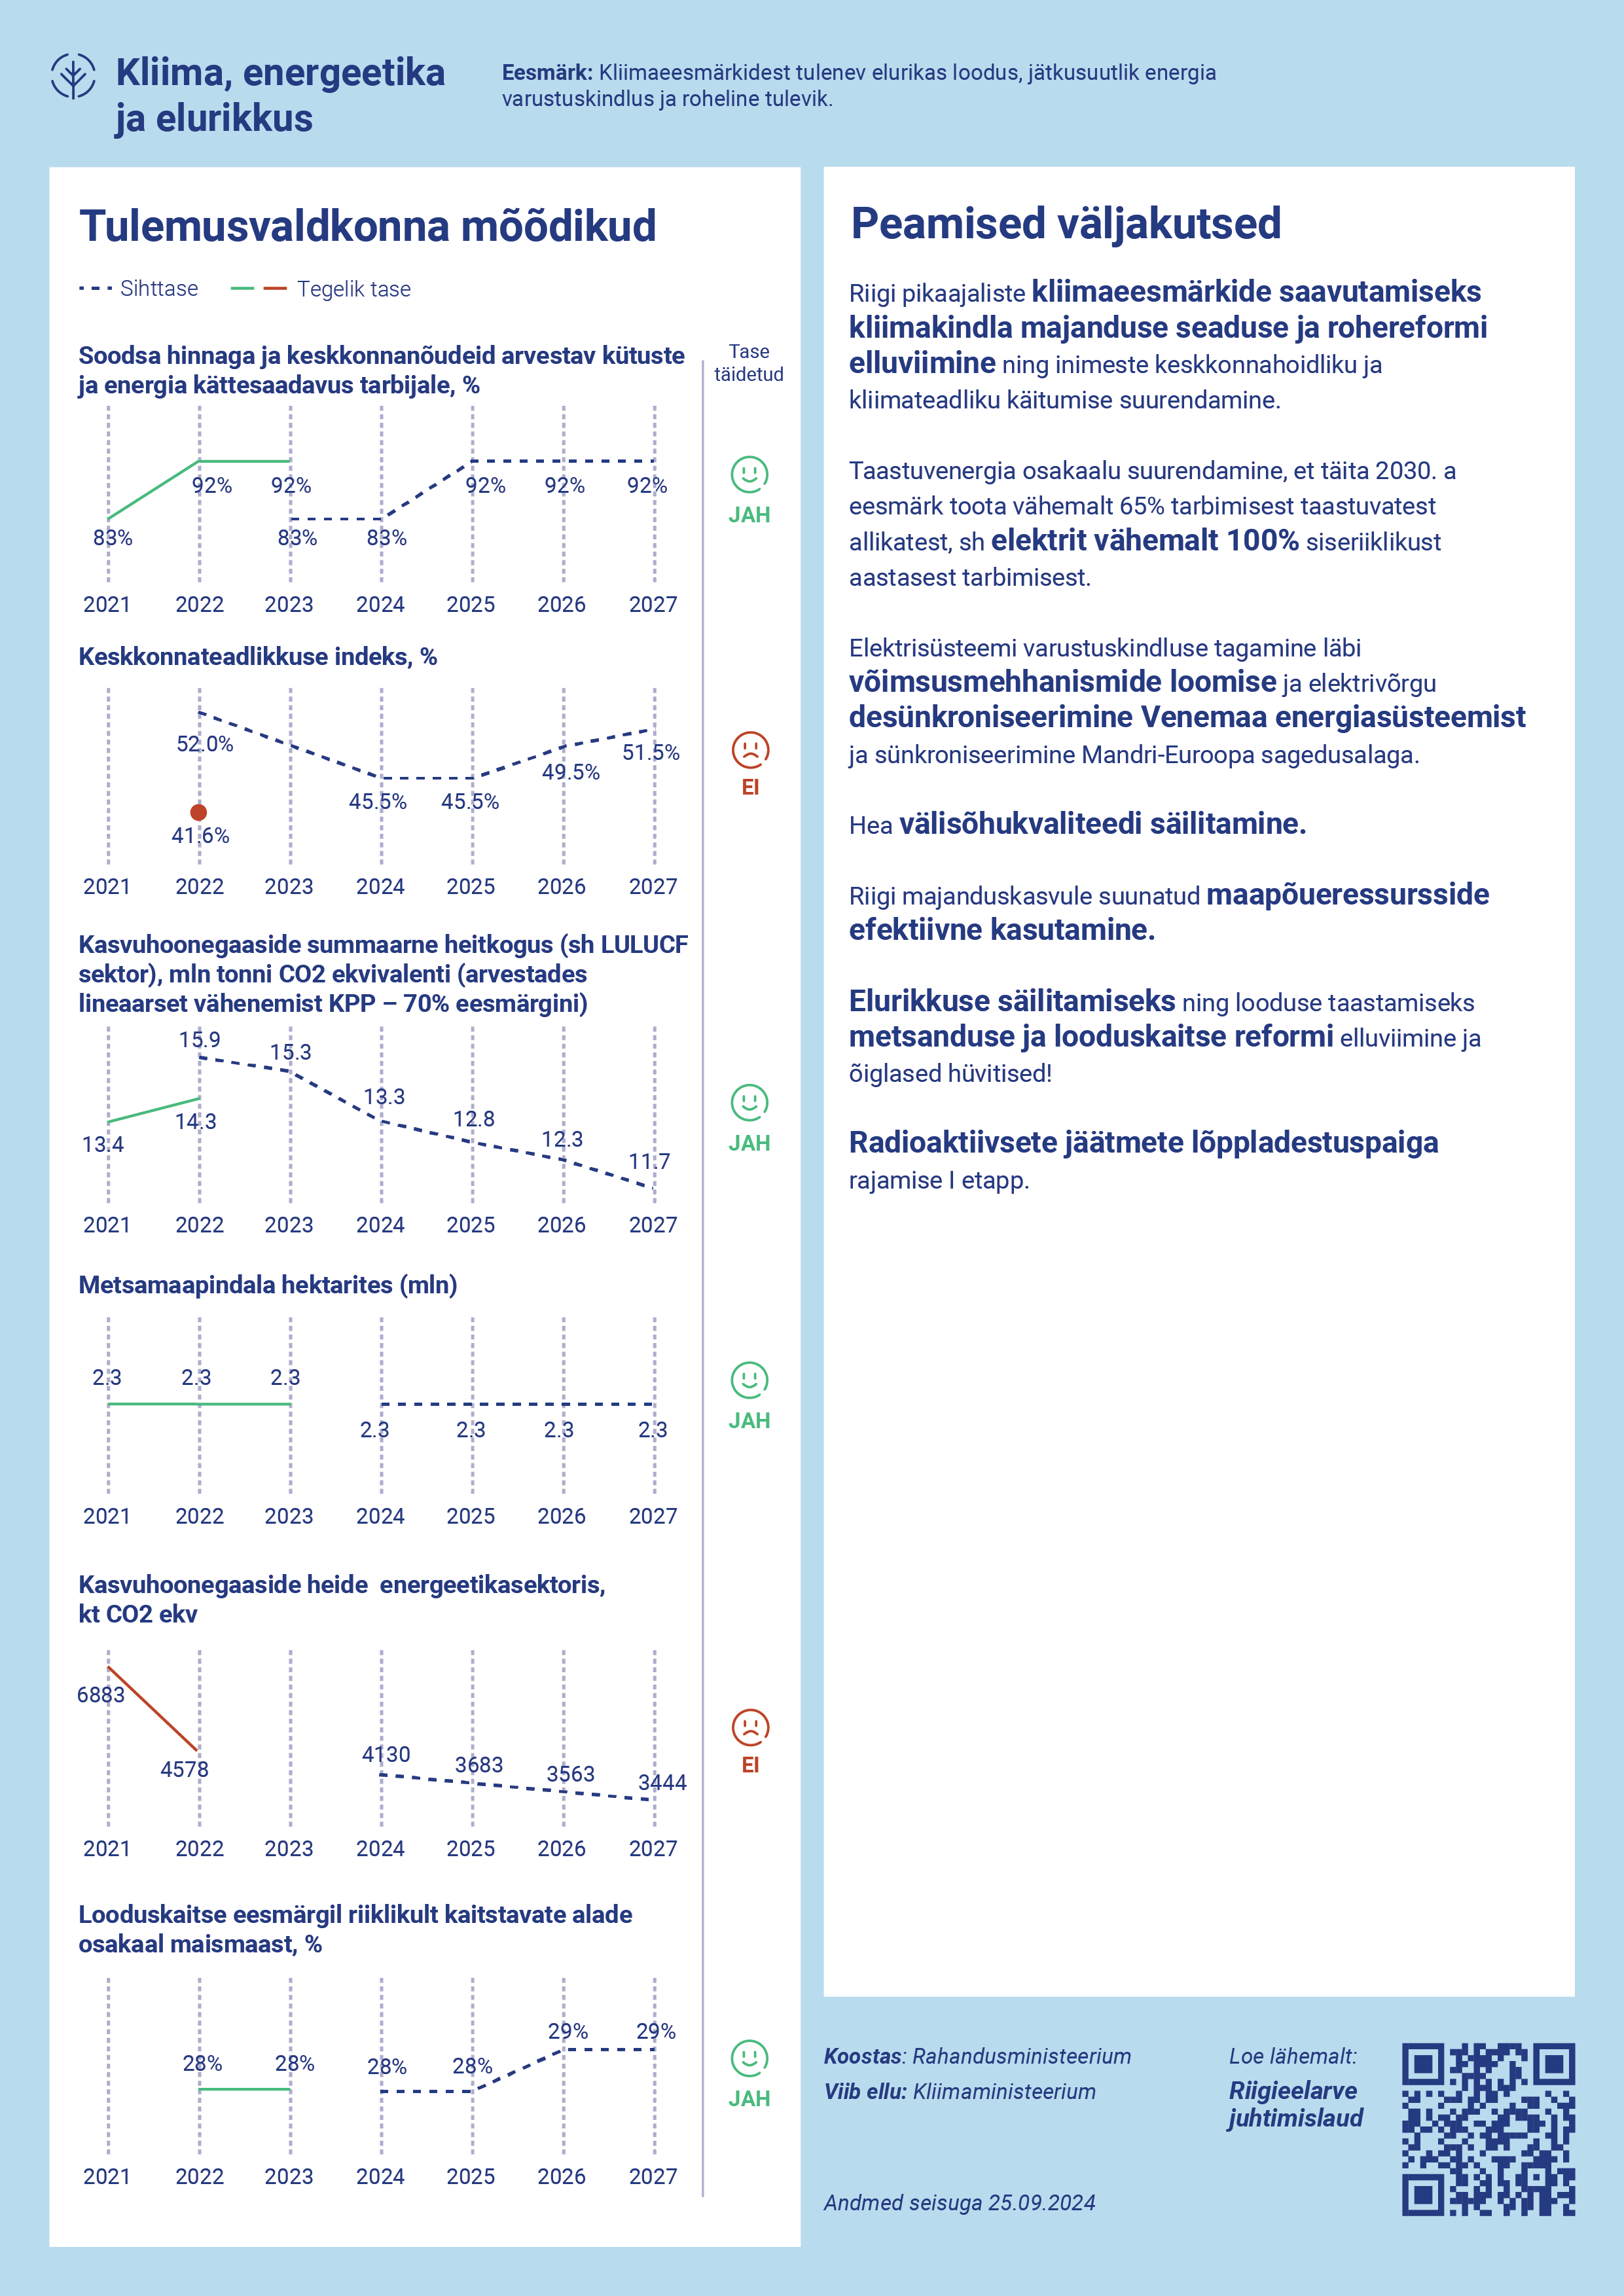 Kliima, energeetika
ja elurikkus
Eesmärk: Kliimaeesmärkidest tulenev elurikas loodus, jätkusuutlik energia
varustuskindlus ja roheline tulevik.
Tulemusvaldkonna mõõdikud
Sihttase Tegelik tase
Tase
täidetud
Soodsa hinnaga ja keskkonnanõudeid arvestav kütuste
ja energia kättesaadavus tarbijale, %
92% 92% 92% 92% 92%
83% 83% 83%
JAH
2021 2022 2023 2024 2025 2026 2027
Keskkonnateadlikkuse indeks, %
52.0% 51.5%
49.5%
45.5% 45.5%
41.6%
EI
2021 2022 2023 2024 2025 2026 2027
Kasvuhoonegaaside summaarne heitkogus (sh LULUCF
sektor), mln tonni CO2 ekvivalenti (arvestades
lineaarset vähenemist KPP – 70% eesmärgini)
15.9 15.3
13.3
14.3 12.8
13.4 12.3
11.7
JAH
2021 2022 2023 2024 2025 2026 2027
Metsamaapindala hektarites (mln)
2.3 2.3 2.3
2.3 2.3 2.3 2.3
JAH
2021 2022 2023 2024 2025 2026 2027
Kasvuhoonegaaside heide energeetikasektoris,
kt CO2 ekv
6883
4578 4130 3683 3563 3444
EI
2021 2022 2023 2024 2025 2026 2027
Looduskaitse eesmärgil riiklikult kaitstavate alade
osakaal maismaast, %
29% 29%
28% 28% 28% 28%
JAH
2021 2022 2023 2024 2025 2026 2027
Peamised väljakutsed
Riigi pikaajaliste kliimaeesmärkide saavutamiseks
kliimakindla majanduse seaduse ja rohereformi
elluviimine ning inimeste keskkonnahoidliku ja
kliimateadliku käitumise suurendamine.
Taastuvenergia osakaalu suurendamine, et täita 2030. a
eesmärk toota vähemalt 65% tarbimisest taastuvatest
allikatest, sh elektrit vähemalt 100% siseriiklikust
aastasest tarbimisest.
Elektrisüsteemi varustuskindluse tagamine läbi
võimsusmehhanismide loomise ja elektrivõrgu
desünkroniseerimine Venemaa energiasüsteemist
ja sünkroniseerimine Mandri-Euroopa sagedusalaga.
Hea välisõhukvaliteedi säilitamine.
Riigi majanduskasvule suunatud maapõueressursside
efektiivne kasutamine.
Elurikkuse säilitamiseks ning looduse taastamiseks
metsanduse ja looduskaitse reformi elluviimine ja
õiglased hüvitised!
Radioaktiivsete jäätmete lõppladestuspaiga
rajamise I etapp.
Koostas: Rahandusministeerium
Viib ellu: Kliimaministeerium
Andmed seisuga 25.09.2024
Loe lähemalt:
Riigieelarve
juhtimislaud